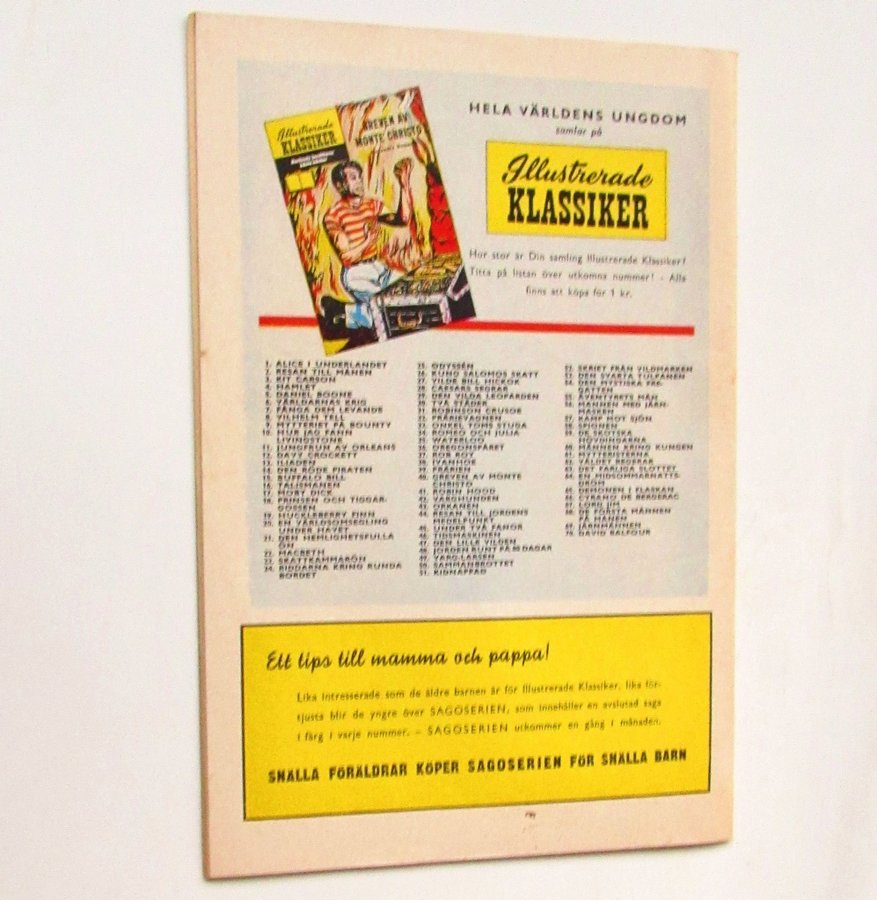 Illustrerade
KLASSIKER
GREVEN AV
MONTE CHRISTO
HELA VÄRLDENS UNGDOM
samlar på
Illustrerade
KLASSIKER
Hur stor är Din samling Illustrerade Klassiker?
Titta på listan över utkomna nummer! - Alla
finns att köpa för 1 kr.
1. ALICE I UNDERLANDET
2. RESAN TILL MÅNEN
3. KIT CARSON
4. HAMLET
5. DANIEL BOONE
6. VÄRLDARNAS KRIG
7. FÅNGA DEM LEVANDE
8. VILHELM TELL
9. MYTTERIET PÅ BOUNTY
10. HUR JAG FANN
LIVINGSTONE
11. JUNGFRUN AV ORLEANS
12. DAVY CROCKETT
13. ILIADEN
14. DEN RÖDE PIRATEN
15. BUFFALO BILL
16. TALISMANEN
17. MOBY DICK
18. PRINSEN OCH TIGGAR-
GOSSEN
19. HUCKLEBERRY FINN
20. EN VÄRLDSOMSEGLING
UNDER HAVET
21. DEN HEMLIGHETSFULLA
ÖN
22. MACBETH
23. SKATTKAMMARÖN
24. RIDDARNA KRING RUNDA
BORDET
25. ODYSSÉN
26. KUNG SALOMOS SKATT
27. VILDE BILL HICKOK
28. CAESARS SEGRAR
29. DEN VILDA LEOPARDEN
30. TVÅ STÄDER
31. ROBINSON CRUSOE
32. PRÄRIEVAGNEN
33. ONKEL TOMS STUGA
34. ROMEO OCH JULIA
35. WATERLOO
36. OREGONSPÅRET
37. ROB ROY
38. IVANHOE
39. PRÄRIEN
40. GREVEN AV MONTE
CHRISTO
41. ROBIN HOOD
42. VARGHUNDEN
43. ORKANEN
44. RESAN TILL JORDENS
MEDELPUNKT
45. UNDER TVÅ FANOR
46. TIDSMASKINEN
47. DEN LILLE VILDEN
48. JORDEN RUNT PÅ 80 DAGAR
49. VARG-LARSEN
50. SAMMANBROTTET
51. KIDNAPPAD
52. SKRIET FRÅN VILDMARKEN
53. DEN SVARTA TULPANEN
54. DEN MYSTISKA FRE-
GATTEN
55. ÄVENTYRETS MÄN
56. MANNEN MED JÄRN-
MASKEN
57. KAMP MOT SJÖN
58. SPIONEN
59. DE SKOTSKA
HÖVDINGARNA
60. MÄNNEN KRING KUNGEN
61. MYTTERISTERNA
62. VÅLDET REGERAR
63. DET FARLIGA SLOTTET
64. EN MIDSOMMARNATTS-
DRÖM
65. DEMONEN I FLASKAN
66. CYRANO DE BERGERAC
67. LORD JIM
68. DE FÖRSTA MÄNNEN
PÅ MÅNEN
69. JÄRNMÄNNEN
70. DAVID BALFOUR
Ett tips till mamma och pappa!
Lika intresserade som de äldre barnen är för Illustrerade Klassiker, lika för-
tjusta blir de yngre över SAGOSERIEN, som innehåller en avslutad saga
i färg i varje nummer. - SAGOSERIEN utkommer en gång i månaden.
SNÄLLA FÖRÄLDRAR KÖPER SAGOSERIEN FÖR SNÄLLA BARN